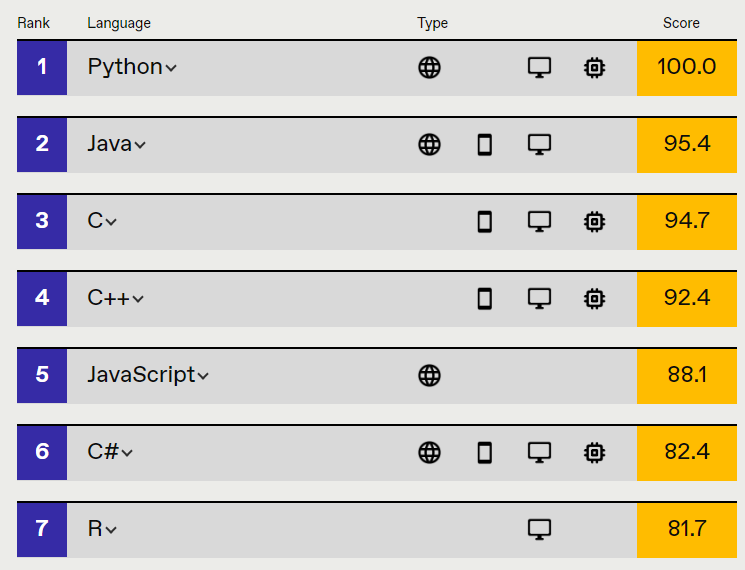 Rank Language Type Score
1 Python 100.0
2 Java 95.4
3 C 94.7
4 C++ 92.4
5 JavaScript 88.1
6 C# 82.4
7 R 81.7